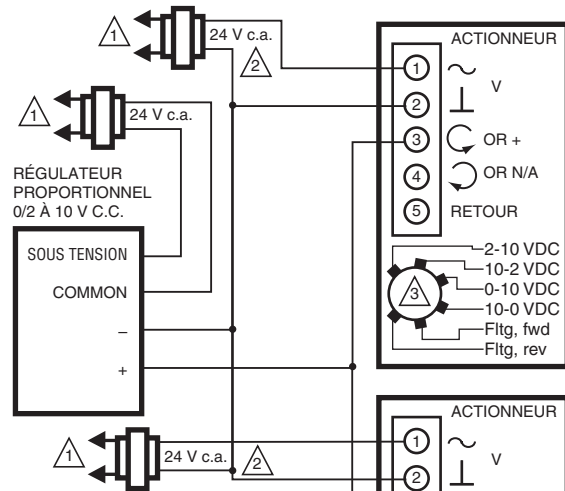 1
24 V c.a.
2
1
24 V c.a.
RÉGULATEUR
PROPORTIONNEL
0/2 À 10 V C.C.
SOUS TENSION
COMMON
–
+
ACTIONNEUR
1
V
2
3 OR +
4 OR N/A
5 RETOUR
3
2-10 VDC
10-2 VDC
0-10 VDC
10-0 VDC
Fltg, fwd
Fltg, rev
1
24 V c.a.
2
ACTIONNEUR
1
V
2